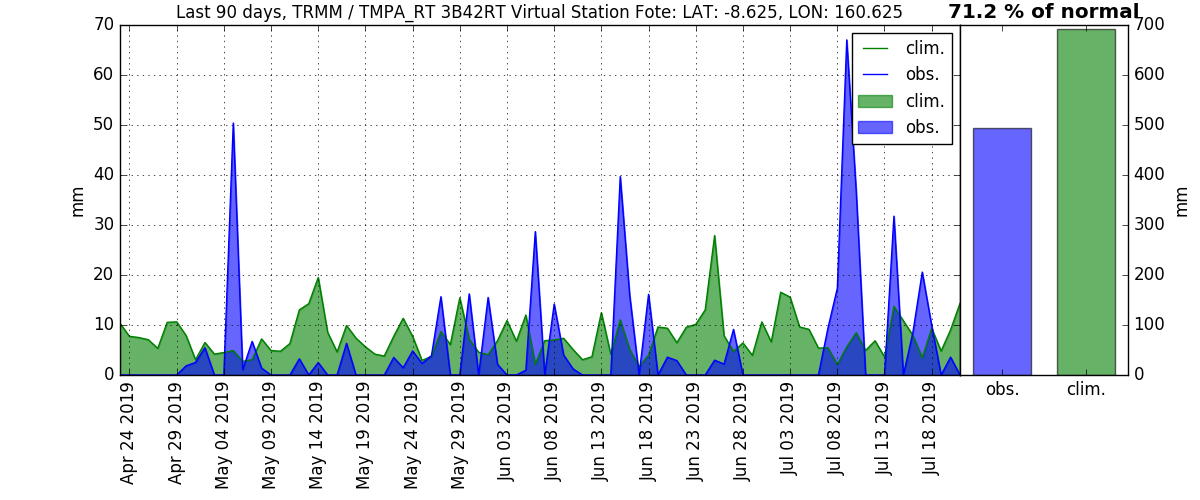 Last 90 days, TRMM / TMPA_RT 3B42RT Virtual Station Fote: LAT: -8.625, LON: 160.625
71.2 % of normal
70
60
50
40
30
20
10
0
mm
clim.
obs.
clim.
obs.
700
600
500
400
300
200
100
0
mm
obs.
clim.
Apr 24 2019
Apr 29 2019
May 04 2019
May 09 2019
May 14 2019
May 19 2019
May 24 2019
May 29 2019
Jun 03 2019
Jun 08 2019
Jun 13 2019
Jun 18 2019
Jun 23 2019
Jun 28 2019
Jul 03 2019
Jul 08 2019
Jul 13 2019
Jul 18 2019